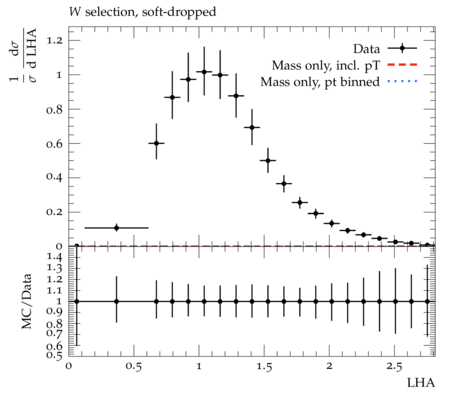 W selection, soft-dropped
1/σ dσ/d LHA
Data
Mass only, incl. pT
Mass only, pt binned
1.2
1
0.8
0.6
0.4
0.2
0
1.4
1.3
1.2
1.1
1
0.9
0.8
0.7
0.6
0.5
MC/Data
0 0.5 1 1.5 2 2.5
LHA